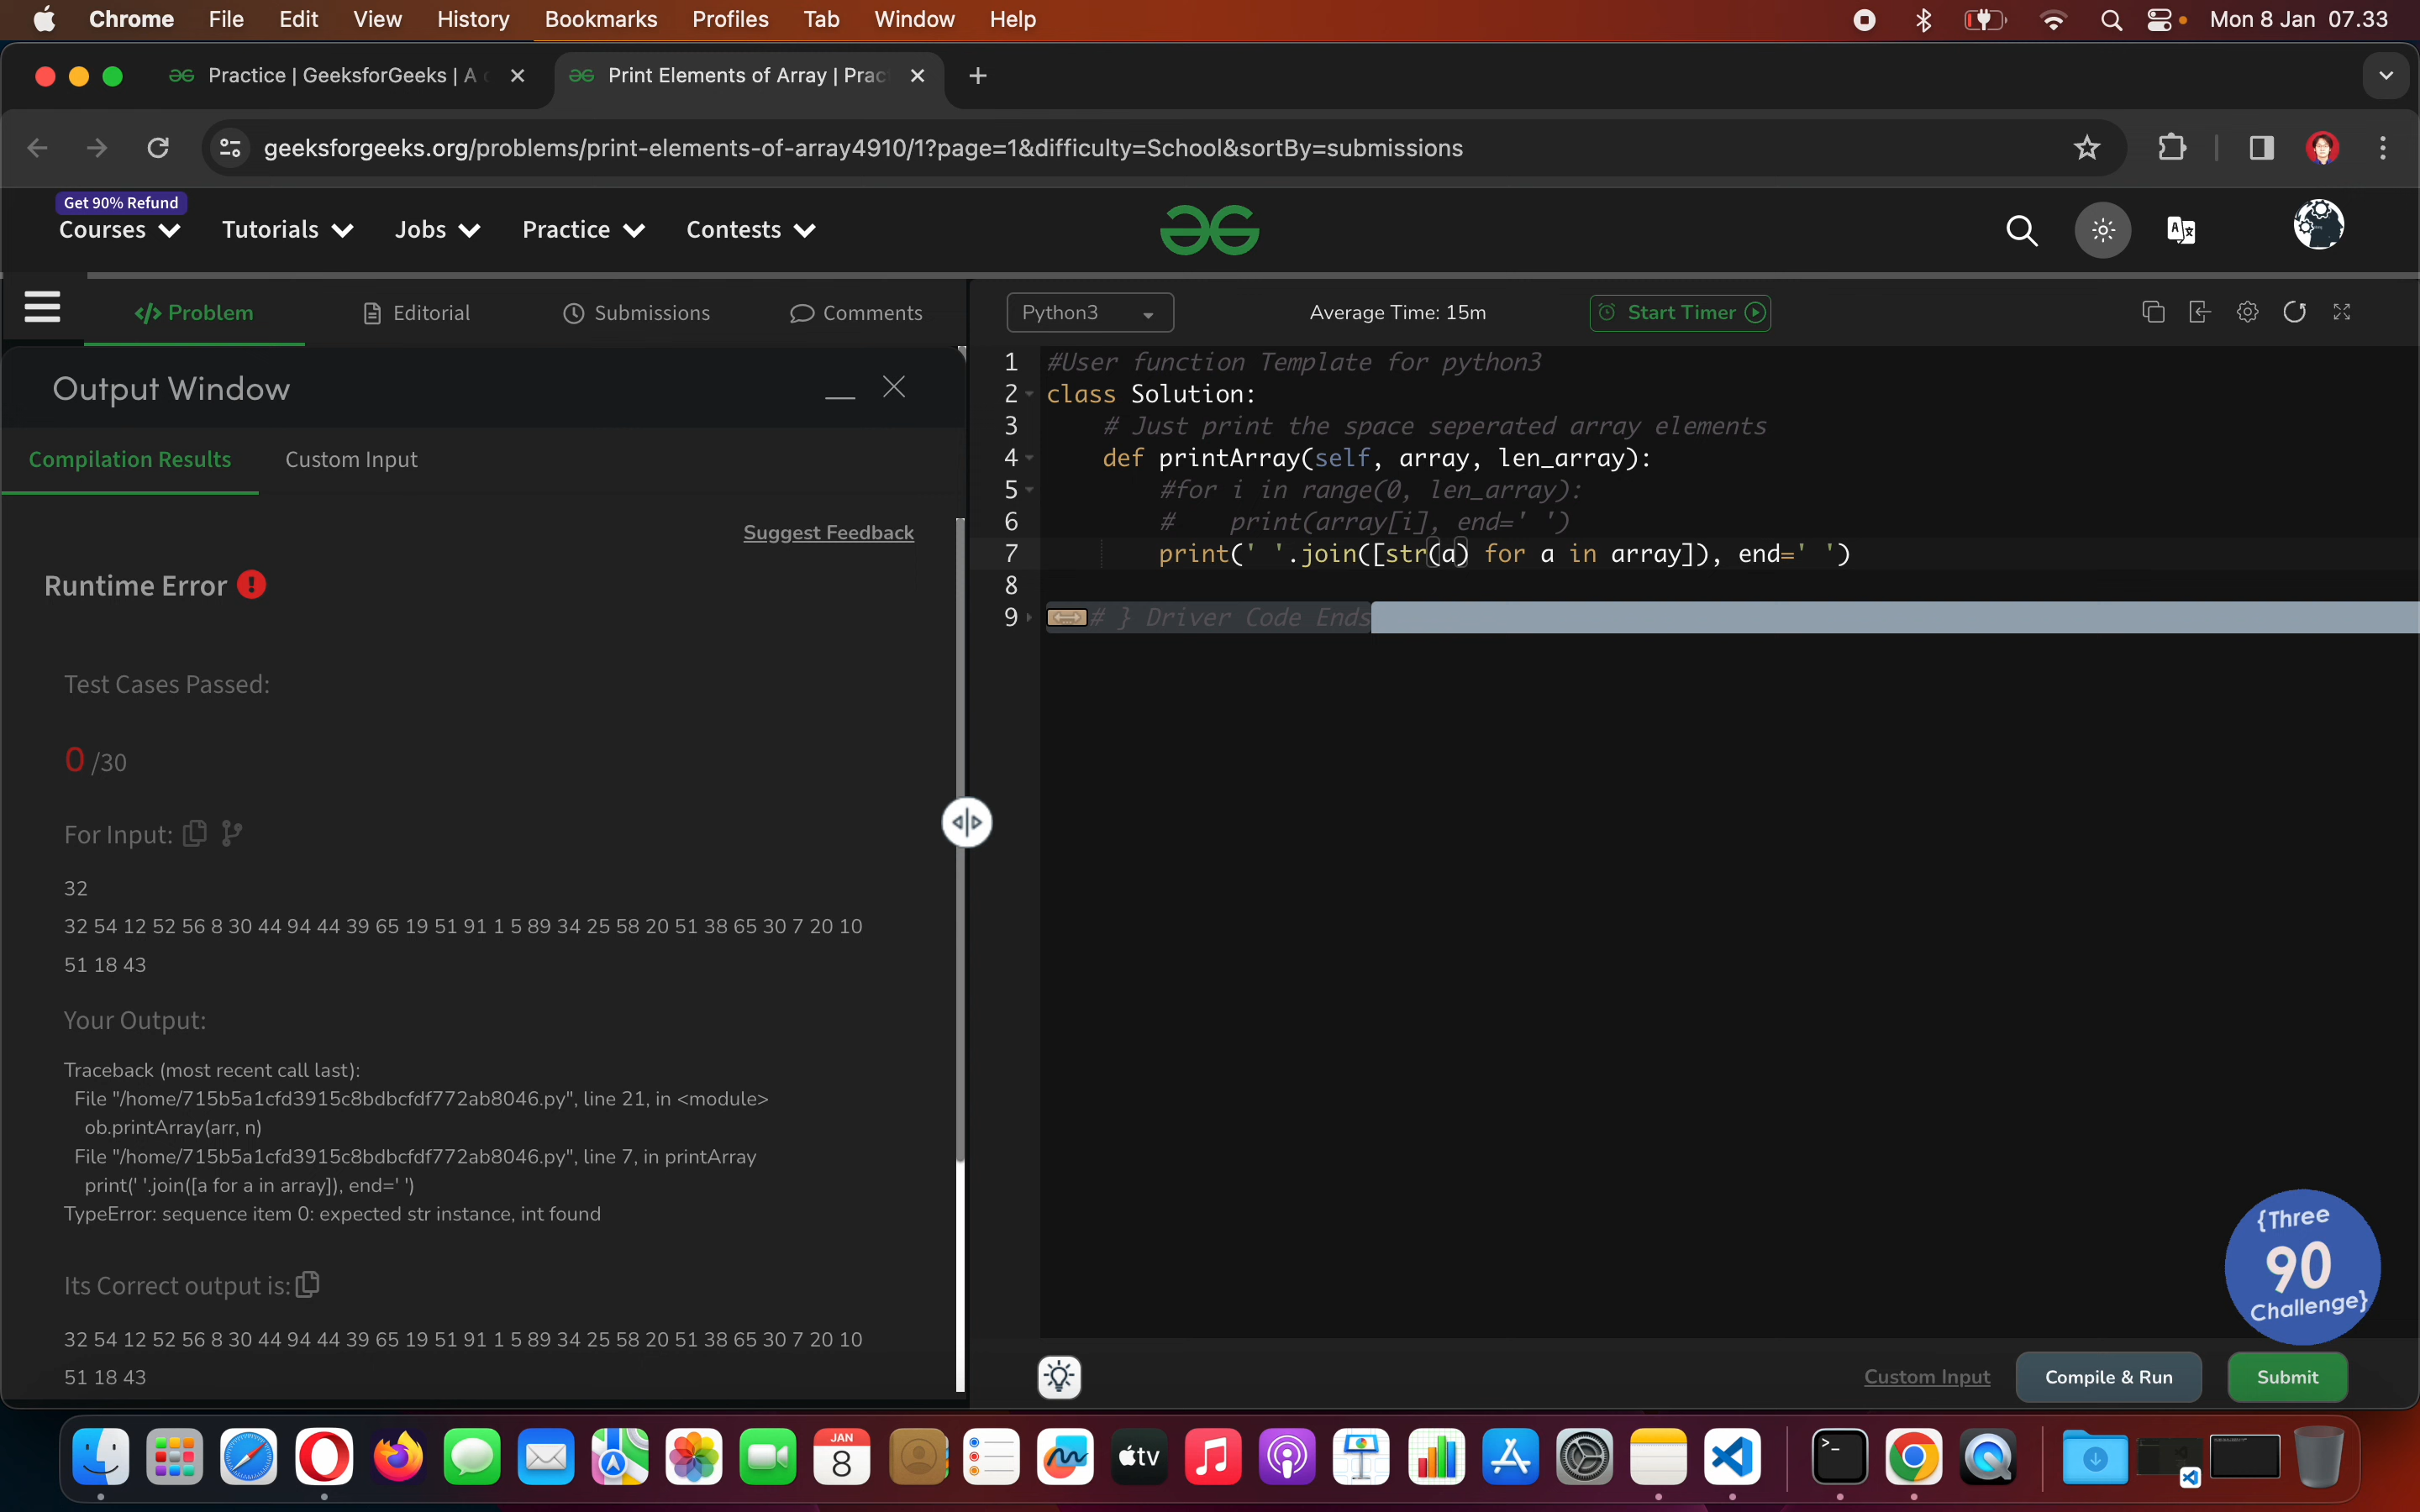 Chrome File Edit View History Bookmarks Profiles Tab Window Help Mon 8 Jan 07.33
Practice | GeeksforGeeks | A Print Elements of Array | Prac
geeksforgeeks.org/problems/print-elements-of-array4910/1?page=1&difficulty=School&sortBy=submissions
Get 90% Refund
Courses Tutorials Jobs Practice Contests
</> Problem Editorial Submissions Comments
Python3 Average Time: 15m Start Timer
Output Window
Compilation Results Custom Input
Suggest Feedback
Runtime Error
Test Cases Passed:
0 /30
For Input:
32
32 54 12 52 56 8 30 44 94 44 39 65 19 51 91 1 5 89 34 25 58 20 51 38 65 30 7 20 10
51 18 43
Your Output:
Traceback (most recent call last):
File "/home/715b5a1cfd3915c8bdbcfdf772ab8046.py", line 21, in <module>
ob.printArray(arr, n)
File "/home/715b5a1cfd3915c8bdbcfdf772ab8046.py", line 7, in printArray
print(' '.join([a for a in array]), end=' ')
TypeError: sequence item 0: expected str instance, int found
Its Correct output is:
32 54 12 52 56 8 30 44 94 44 39 65 19 51 91 1 5 89 34 25 58 20 51 38 65 30 7 20 10
51 18 43
1 #User function Template for python3
2 class Solution:
3 # Just print the space seperated array elements
4 def printArray(self, array, len_array):
5 #for i in range(0, len_array):
6 # print(array[i], end=' ')
7 print(' '.join([str(a) for a in array]), end=' ')
8
9 # } Driver Code Ends
{Three
90
Challenge}
Custom Input Compile & Run Submit
JAN
8
tv
>_